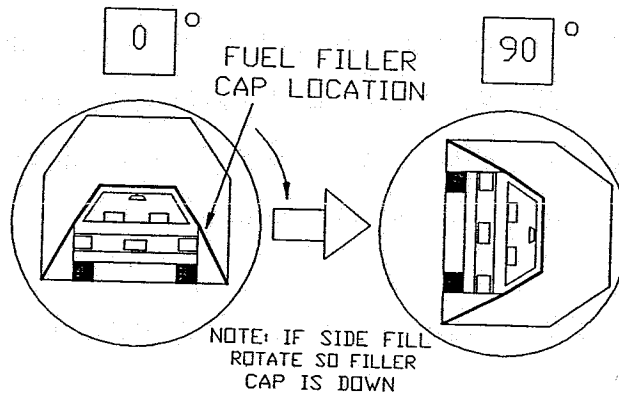 0°
90°
FUEL FILLER
CAP LOCATION
NOTE: IF SIDE FILL
ROTATE SO FILLER
CAP IS DOWN